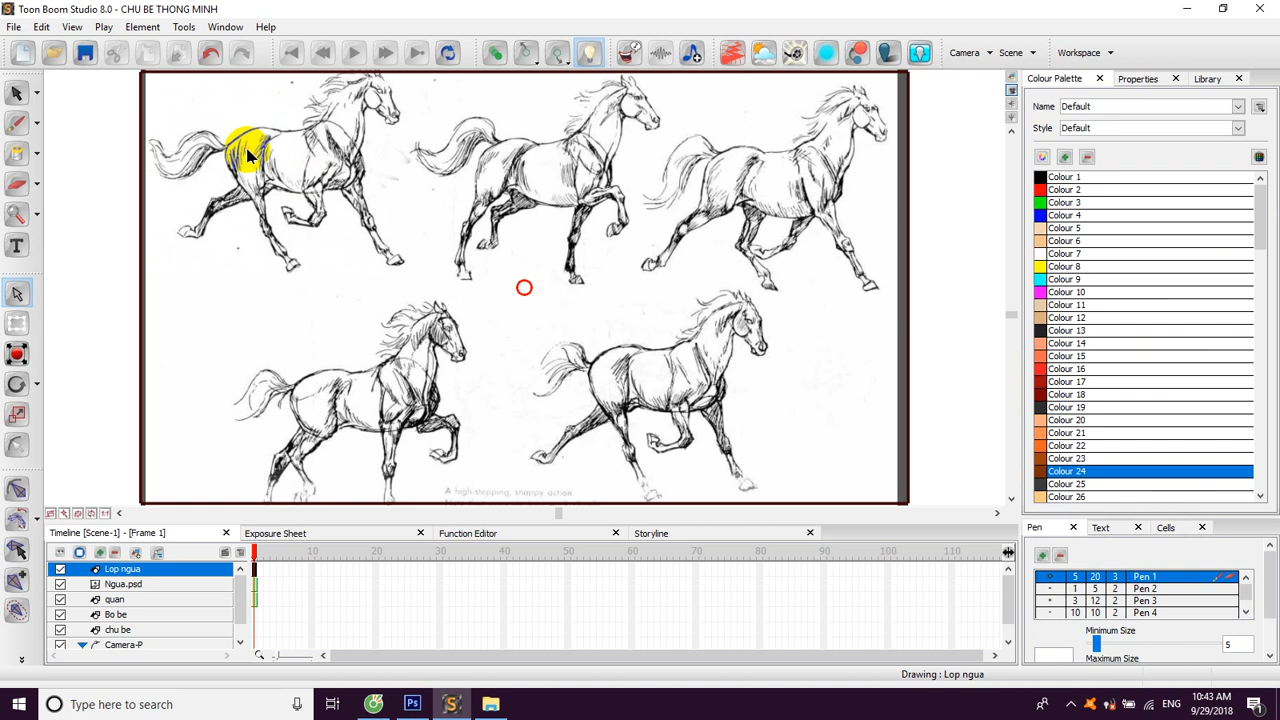 Toon Boom Studio 8.0 - CHU BE THONG MINH
File Edit View Play Element Tools Window Help
Camera Scene Workspace
Colour Palette Properties Library
Name Default
Style Default
Colour 1
Colour 2
Colour 3
Colour 4
Colour 5
Colour 6
Colour 7
Colour 8
Colour 9
Colour 10
Colour 11
Colour 12
Colour 13
Colour 14
Colour 15
Colour 16
Colour 17
Colour 18
Colour 19
Colour 20
Colour 21
Colour 22
Colour 23
Colour 24
Colour 25
Colour 26
A high-stepping, snappy action
Timeline [Scene-1] - [Frame 1] Exposure Sheet Function Editor Storyline
10 20 30 40 50 60 70 80 90 100 110
Lop ngua
Ngua.psd
quan
Bo be
chu be
Camera-P
Pen Text Cells
5 20 3 Pen 1
1 5 2 Pen 2
3 12 2 Pen 3
10 10 2 Pen 4
Minimum Size
5
Maximum Size
Drawing : Lop ngua
Type here to search
ENG
10:43 AM
9/29/2018
1